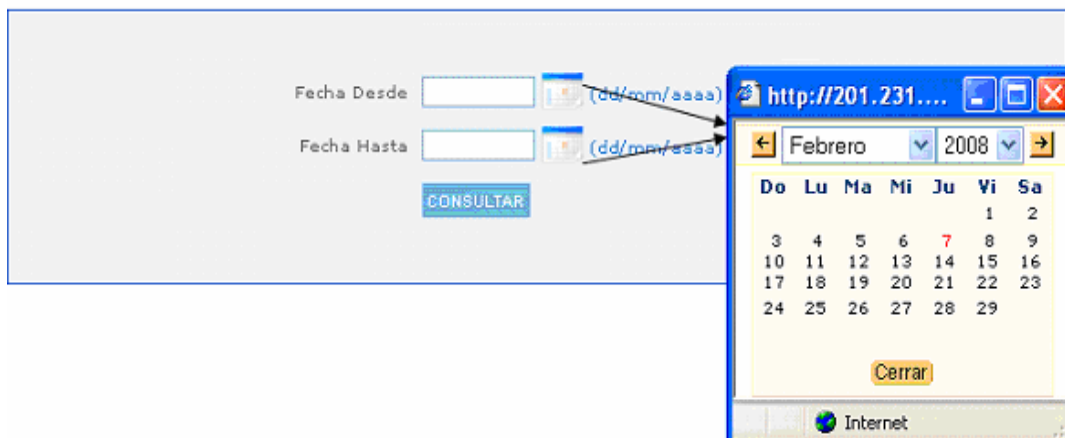 Fecha Desde (dd/mm/aaaa)
Fecha Hasta (dd/mm/aaaa)
CONSULTAR
http://201.231....
Febrero 2008
Do Lu Ma Mi Ju Vi Sa
1 2
3 4 5 6 7 8 9
10 11 12 13 14 15 16
17 18 19 20 21 22 23
24 25 26 27 28 29
Cerrar
Internet